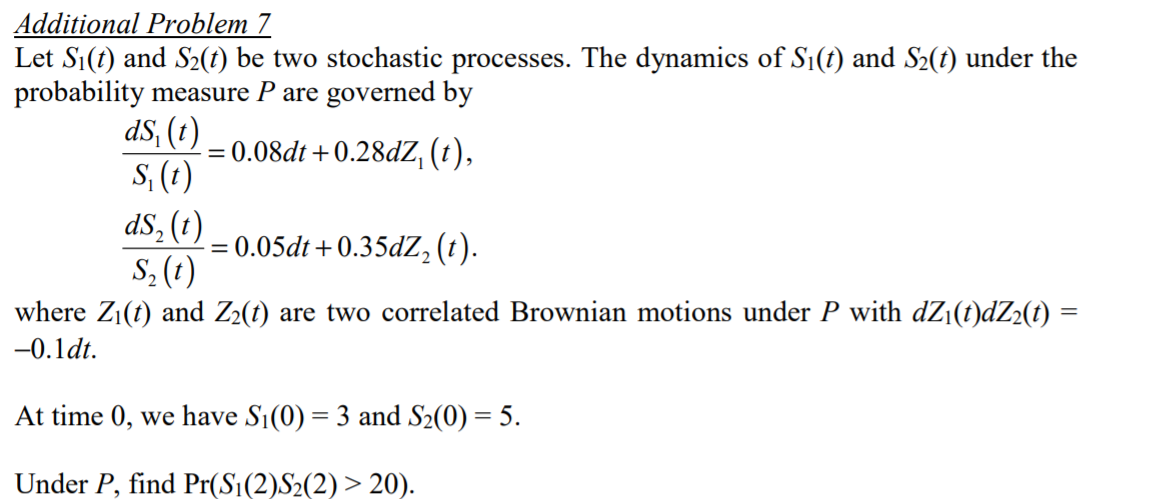 Additional Problem 7
Let S₁(t) and S₂(t) be two stochastic processes. The dynamics of S₁(t) and S₂(t) under the
probability measure P are governed by
dS₁(t)/S₁(t) = 0.08dt + 0.28dZ₁(t),
dS₂(t)/S₂(t) = 0.05dt + 0.35dZ₂(t).
where Z₁(t) and Z₂(t) are two correlated Brownian motions under P with dZ₁(t)dZ₂(t) =
–0.1dt.
At time 0, we have S₁(0) = 3 and S₂(0) = 5.
Under P, find Pr(S₁(2)S₂(2) > 20).